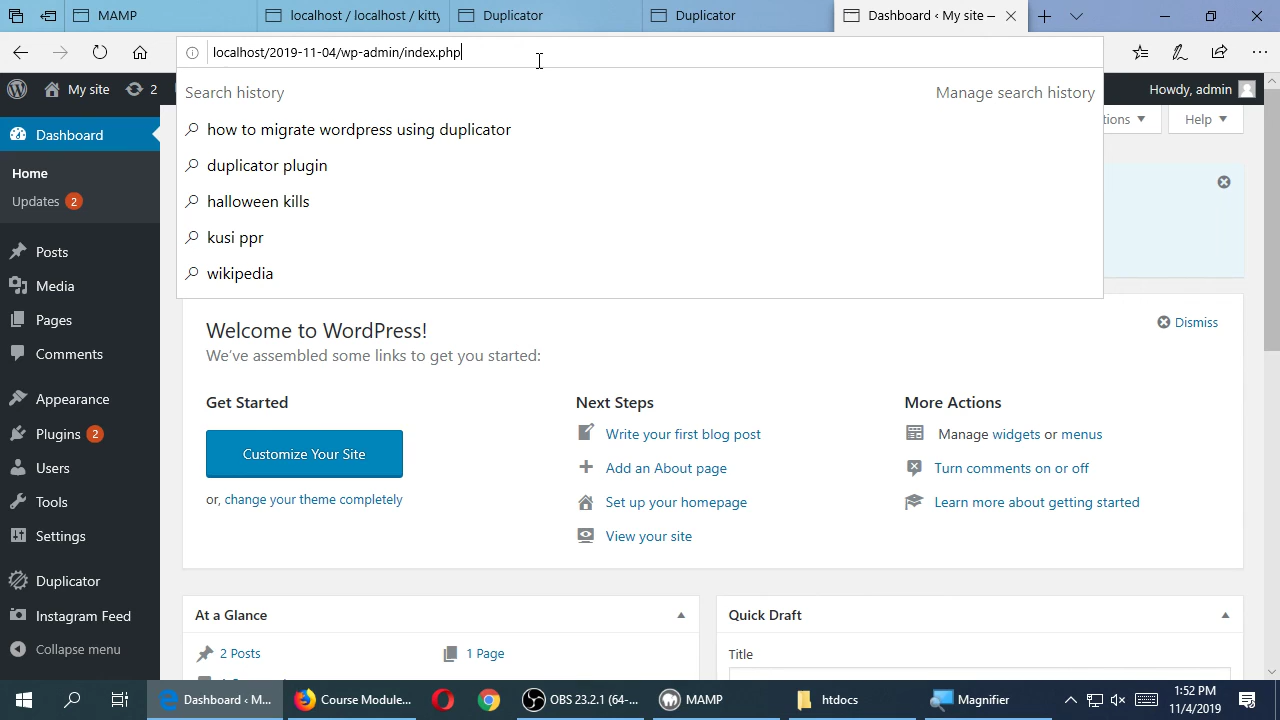 MAMP
localhost / localhost / kitty
Duplicator
Duplicator
Dashboard ‹ My site —
localhost/2019-11-04/wp-admin/index.php
Search history
Manage search history
how to migrate wordpress using duplicator
duplicator plugin
halloween kills
kusi ppr
wikipedia
My site
2
Howdy, admin
Help
Dashboard
Home
Updates 2
Posts
Media
Pages
Comments
Appearance
Plugins 2
Users
Tools
Settings
Duplicator
Instagram Feed
Collapse menu
Welcome to WordPress!
We've assembled some links to get you started:
Dismiss
Get Started
Customize Your Site
or, change your theme completely
Next Steps
Write your first blog post
Add an About page
Set up your homepage
View your site
More Actions
Manage widgets or menus
Turn comments on or off
Learn more about getting started
At a Glance
2 Posts
1 Page
Quick Draft
Title
Dashboard ‹ M...
Course Module...
OBS 23.2.1 (64-...
MAMP
htdocs
Magnifier
1:52 PM
11/4/2019